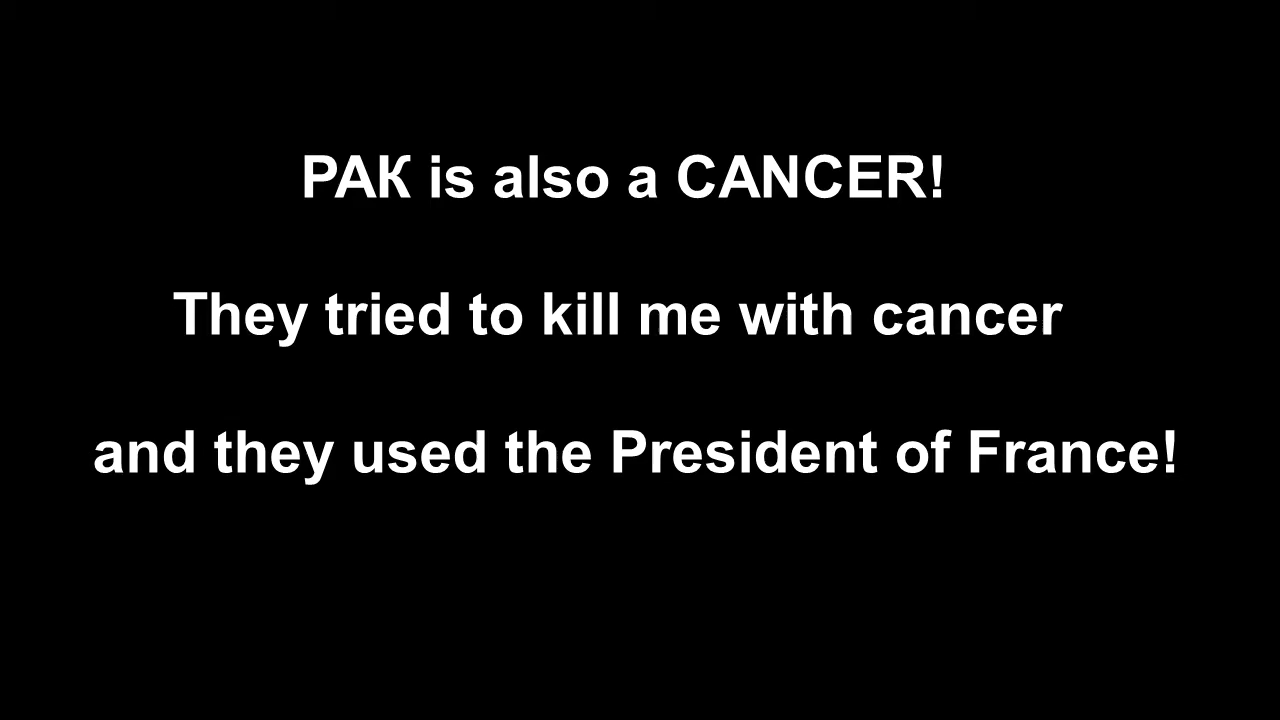 РАК is also a CANCER!
They tried to kill me with cancer
and they used the President of France!